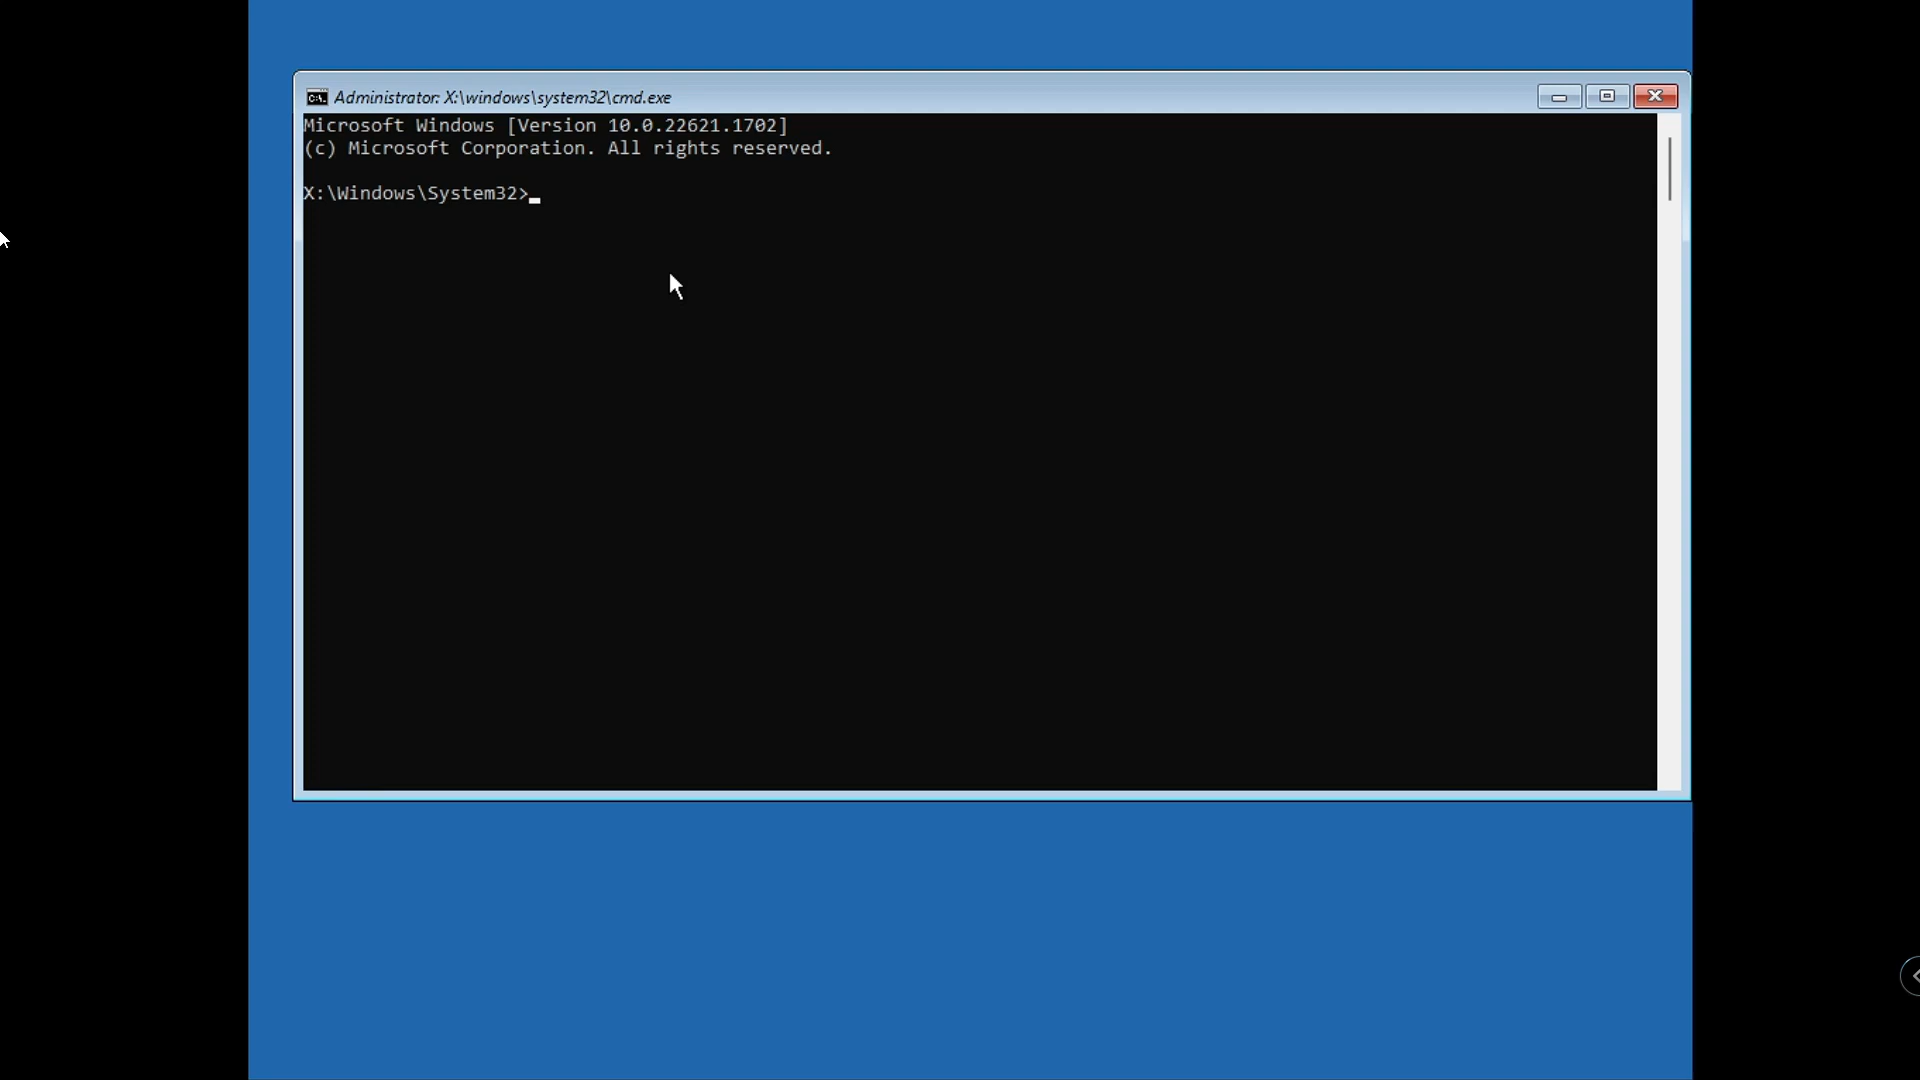 Administrator: X:\windows\system32\cmd.exe
Microsoft Windows [Version 10.0.22621.1702]
(c) Microsoft Corporation. All rights reserved.
X:\Windows\System32>